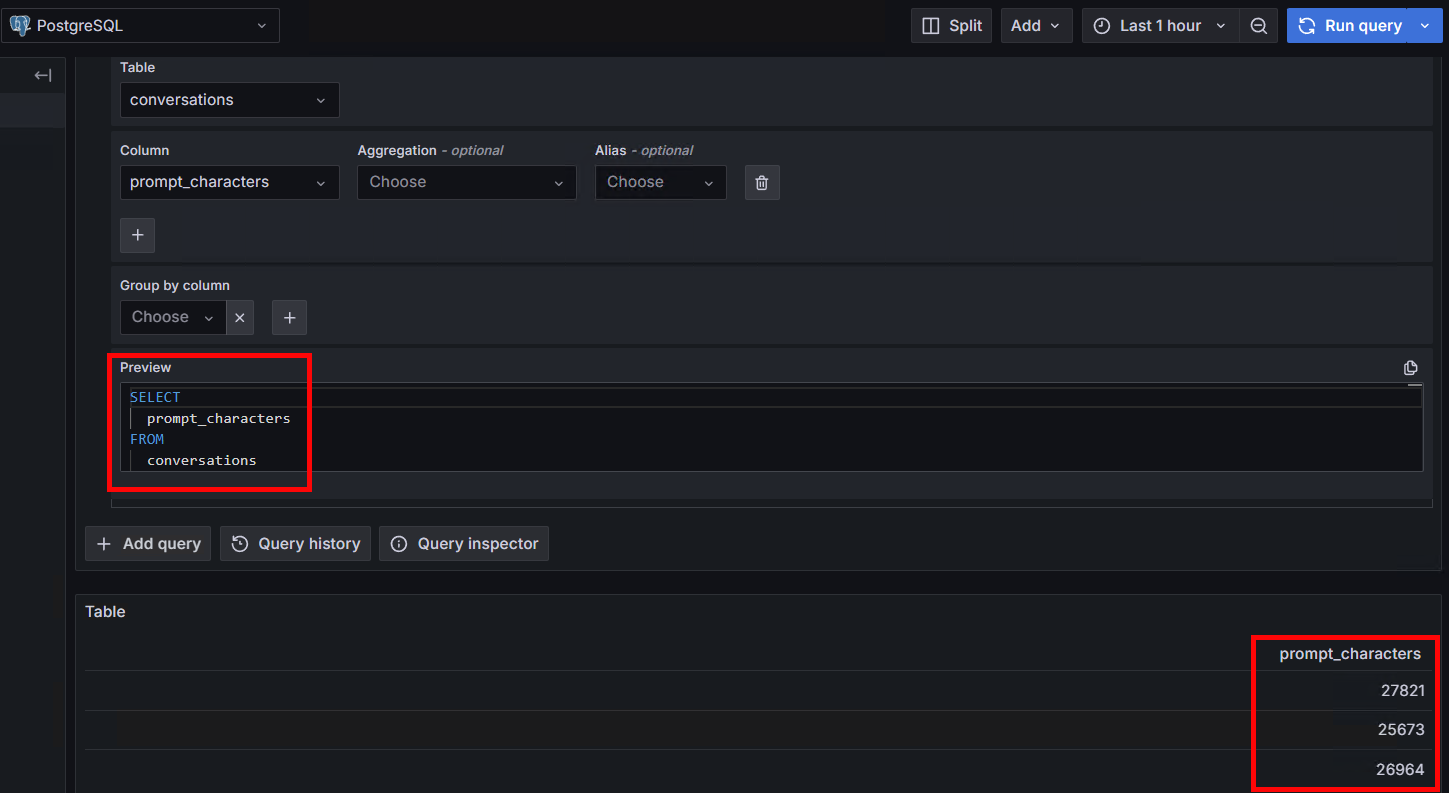 PostgreSQL
Split
Add
Last 1 hour
Run query
Table
conversations
Column
Aggregation - optional
Alias - optional
prompt_characters
Choose
Choose
Group by column
Choose
Preview
SELECT
prompt_characters
FROM
conversations
Add query
Query history
Query inspector
Table
prompt_characters
27821
25673
26964